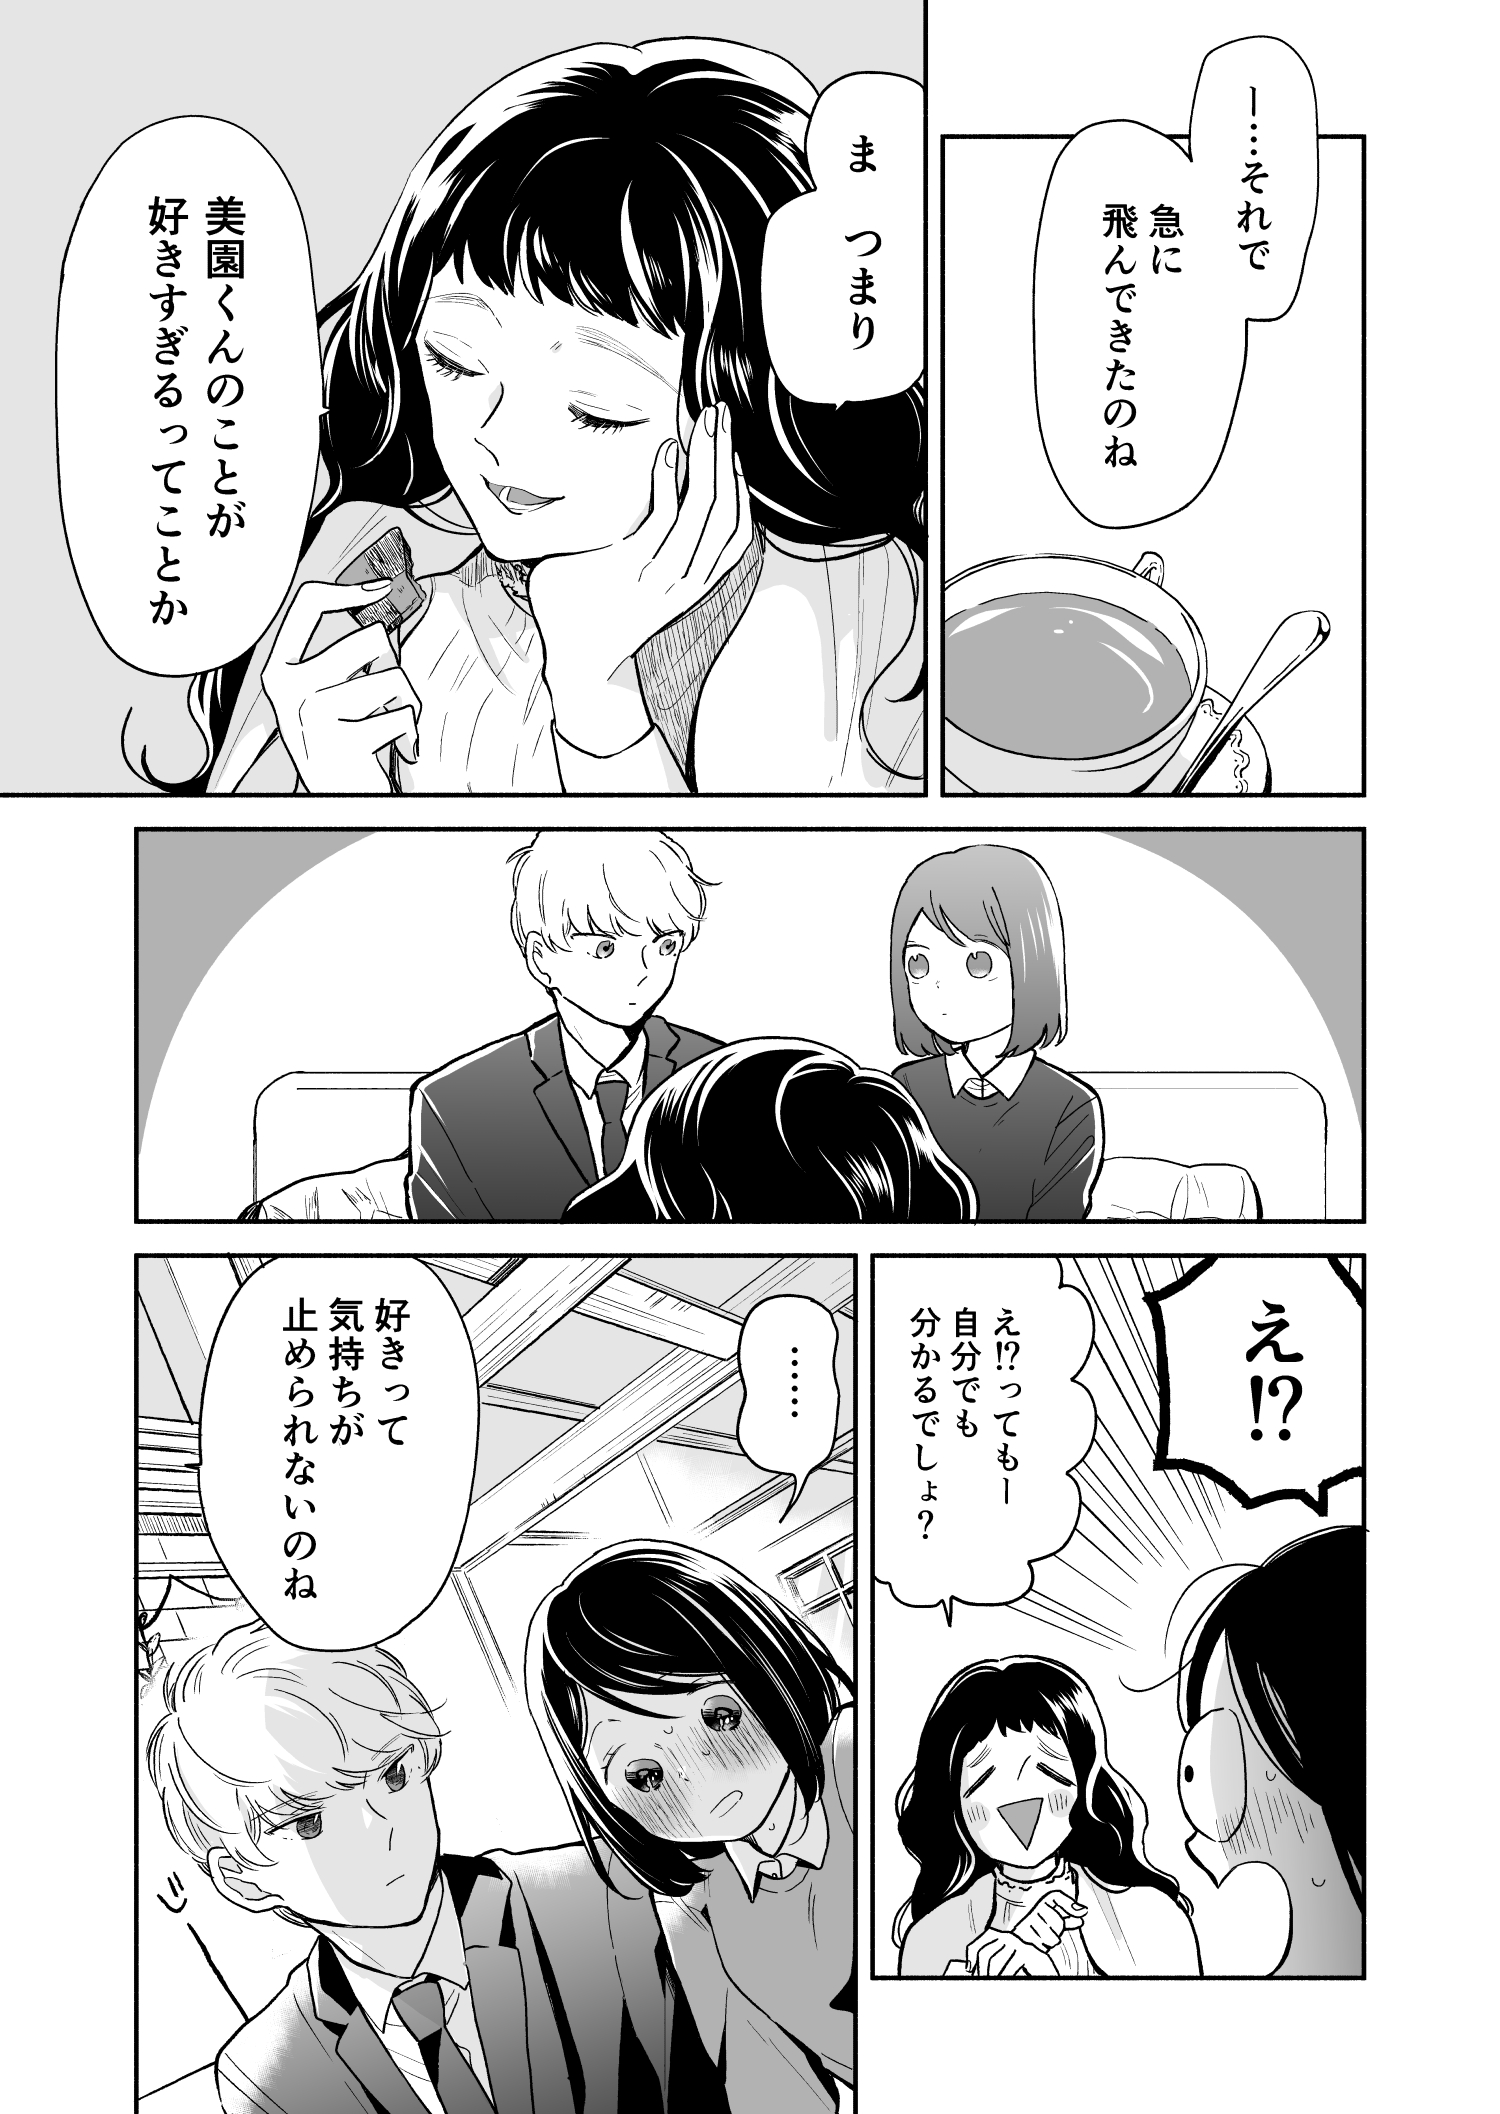 ー…それで
急に
飛んできたのね
ま つまり
美園くんのことが
好きすぎるってことか
え!?
え!?ってもー
自分でも
分かるでしょ？
……
好きって
気持ちが
止められないのね